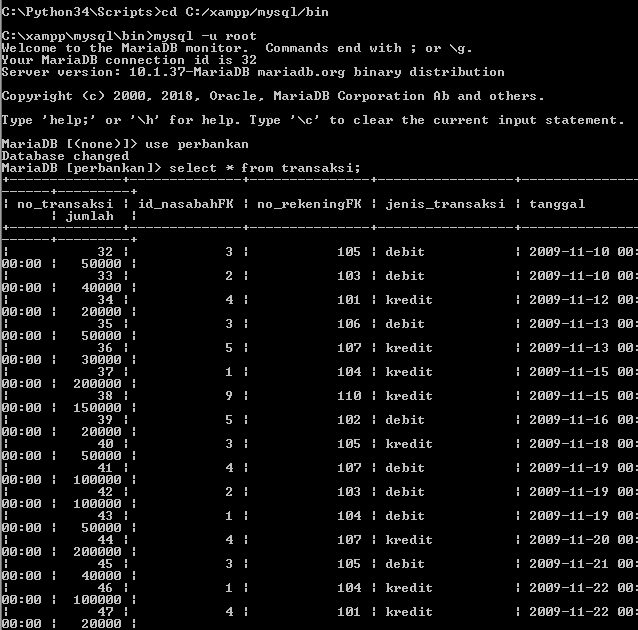 C:\Python34\Scripts>cd C:/xampp/mysql/bin
C:\xampp\mysql\bin>mysql -u root
Welcome to the MariaDB monitor.  Commands end with ; or \g.
Your MariaDB connection id is 32
Server version: 10.1.37-MariaDB mariadb.org binary distribution
Copyright (c) 2000, 2018, Oracle, MariaDB Corporation Ab and others.
Type 'help;' or '\h' for help. Type '\c' to clear the current input statement.
MariaDB [(none)]> use perbankan
Database changed
MariaDB [perbankan]> select * from transaksi;
| no_transaksi | id_nasabahFK | no_rekeningFK | jenis_transaksi | tanggal
      | jumlah  |
|           32 |            3 |           105 | debit           | 2009-11-10 00:
00:00 |   50000 |
|           33 |            2 |           103 | debit           | 2009-11-10 00:
00:00 |   40000 |
|           34 |            4 |           101 | kredit          | 2009-11-12 00:
00:00 |   20000 |
|           35 |            3 |           106 | debit           | 2009-11-13 00:
00:00 |   50000 |
|           36 |            5 |           107 | kredit          | 2009-11-13 00:
00:00 |   30000 |
|           37 |            1 |           104 | kredit          | 2009-11-15 00:
00:00 |  200000 |
|           38 |            9 |           110 | kredit          | 2009-11-15 00:
00:00 |  150000 |
|           39 |            5 |           102 | debit           | 2009-11-16 00:
00:00 |   20000 |
|           40 |            3 |           105 | kredit          | 2009-11-18 00:
00:00 |   50000 |
|           41 |            4 |           107 | debit           | 2009-11-19 00:
00:00 |  100000 |
|           42 |            2 |           103 | debit           | 2009-11-19 00:
00:00 |  100000 |
|           43 |            1 |           104 | debit           | 2009-11-19 00:
00:00 |   50000 |
|           44 |            4 |           107 | kredit          | 2009-11-20 00:
00:00 |  200000 |
|           45 |            3 |           105 | debit           | 2009-11-21 00:
00:00 |   40000 |
|           46 |            1 |           104 | kredit          | 2009-11-22 00:
00:00 |  100000 |
|           47 |            4 |           101 | kredit          | 2009-11-22 00:
00:00 |   20000 |